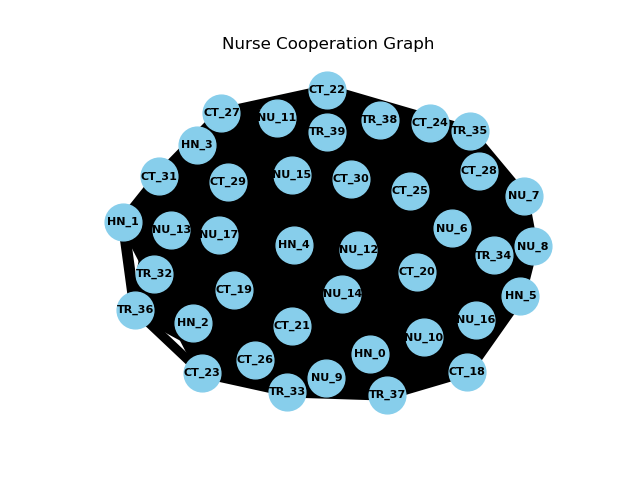 Nurse Cooperation Graph
CT_22
CT_27
NU_11
TR_38
CT_24
TR_35
TR_39
HN_3
CT_28
CT_31
NU_15
CT_30
CT_29
CT_25
NU_7
HN_1
NU_13
NU_17
NU_6
HN_4
NU_8
NU_12
TR_34
TR_32
CT_20
CT_19
NU_14
HN_5
TR_36
NU_16
HN_2
CT_21
NU_10
HN_0
CT_26
CT_23
CT_18
NU_9
TR_33
TR_37